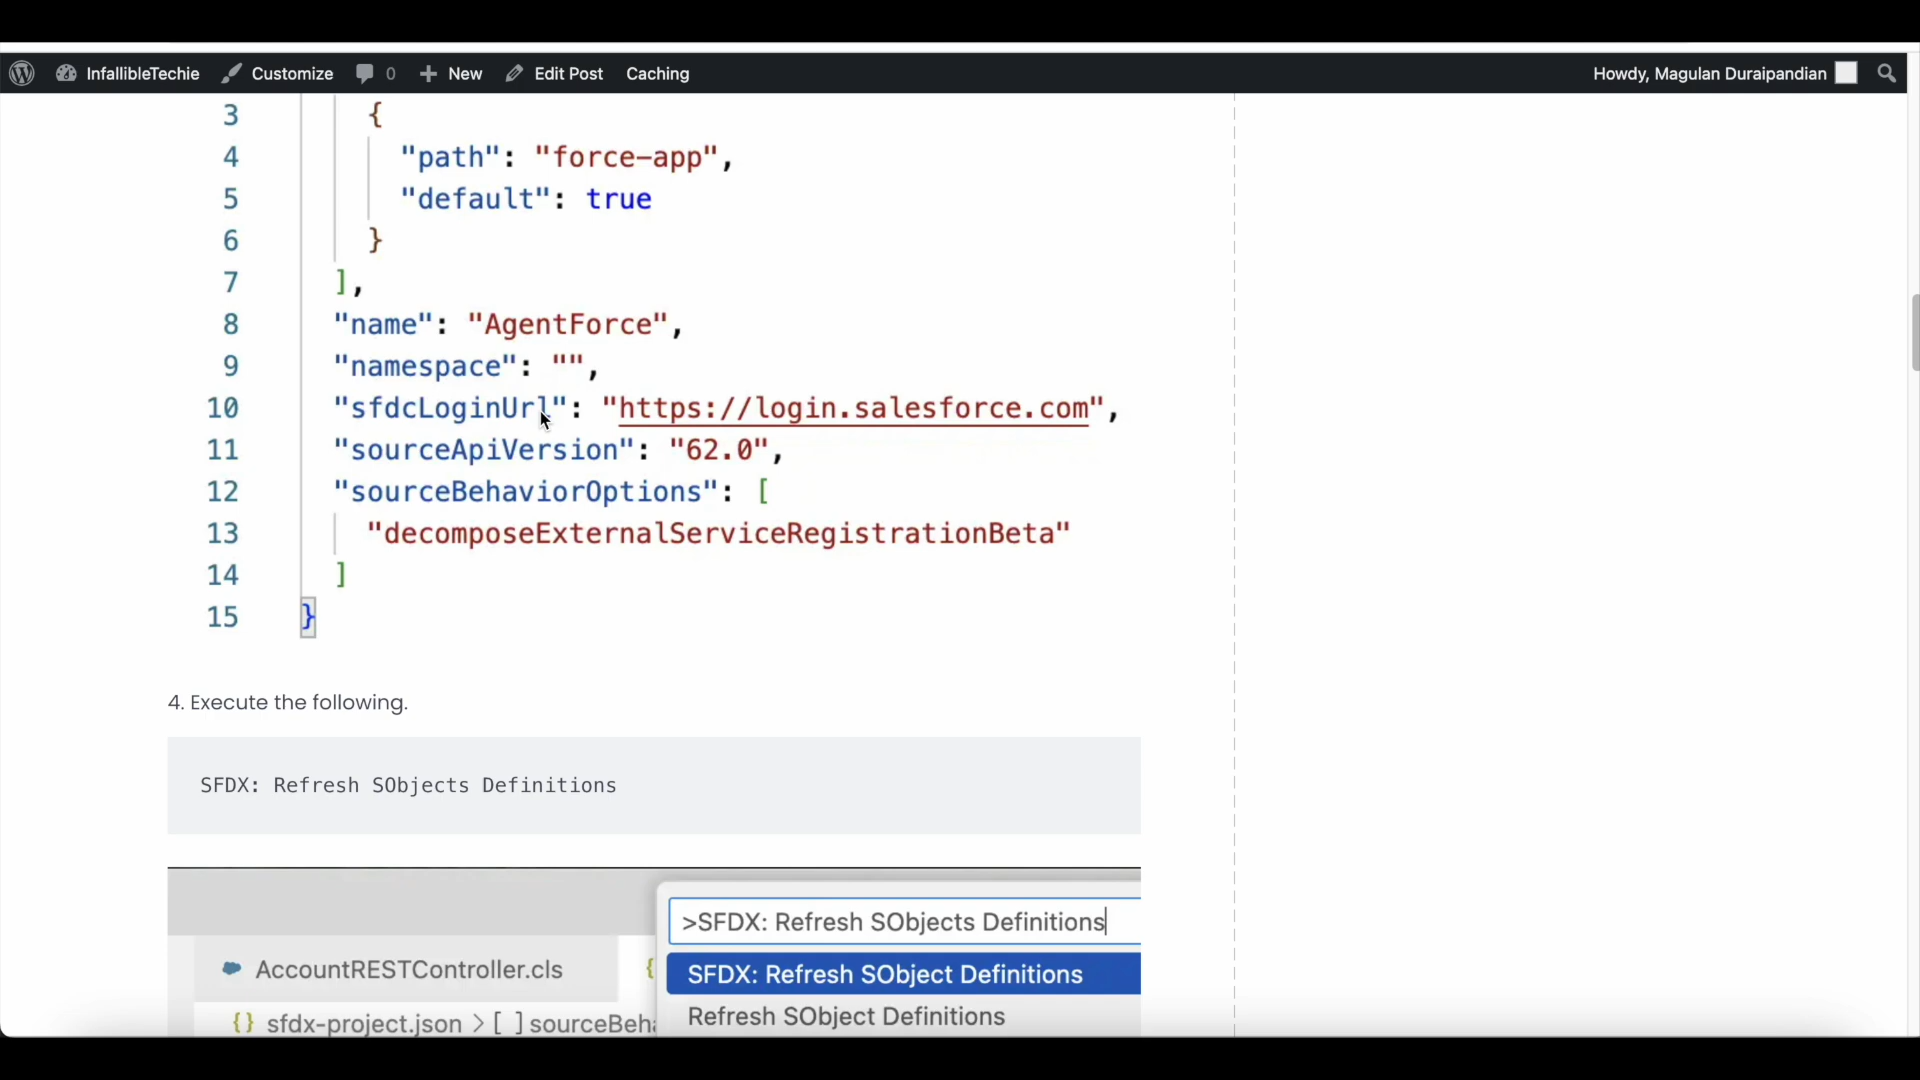 InfallibleTechie Customize 0 New Edit Post Caching Howdy, Magulan Duraipandian
3 {
4 "path": "force-app",
5 "default": true
6 }
7 ],
8 "name": "AgentForce",
9 "namespace": "",
10 "sfdcLoginUrl": "https://login.salesforce.com",
11 "sourceApiVersion": "62.0",
12 "sourceBehaviorOptions": [
13 "decomposeExternalServiceRegistrationBeta"
14 ]
15 }
4. Execute the following.
SFDX: Refresh SObjects Definitions
>SFDX: Refresh SObjects Definitions
AccountRESTController.cls {
SFDX: Refresh SObject Definitions
{} sfdx-project.json > [ ] sourceBeha
Refresh SObject Definitions